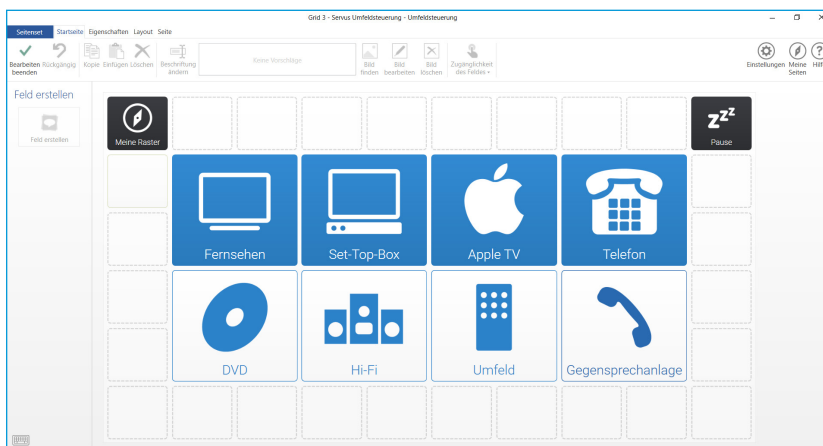 Grid 3 - Servus Umfeldsteuerung - Umfeldsteuerung
Seitenset Startseite Eigenschaften Layout Seite
Bearbeiten beenden
Rückgängig
Kopie
Einfügen
Löschen
Beschriftung ändern
Keine Vorschläge
Bild finden
Bild bearbeiten
Bild löschen
Zugänglichkeit des Feldes
Einstellungen
Meine Seiten
Feld erstellen
Feld erstellen
Meine Raster
zzz
Pause
Fernsehen
Set-Top-Box
Apple TV
Telefon
DVD
Hi-Fi
Umfeld
Gegensprechanlage